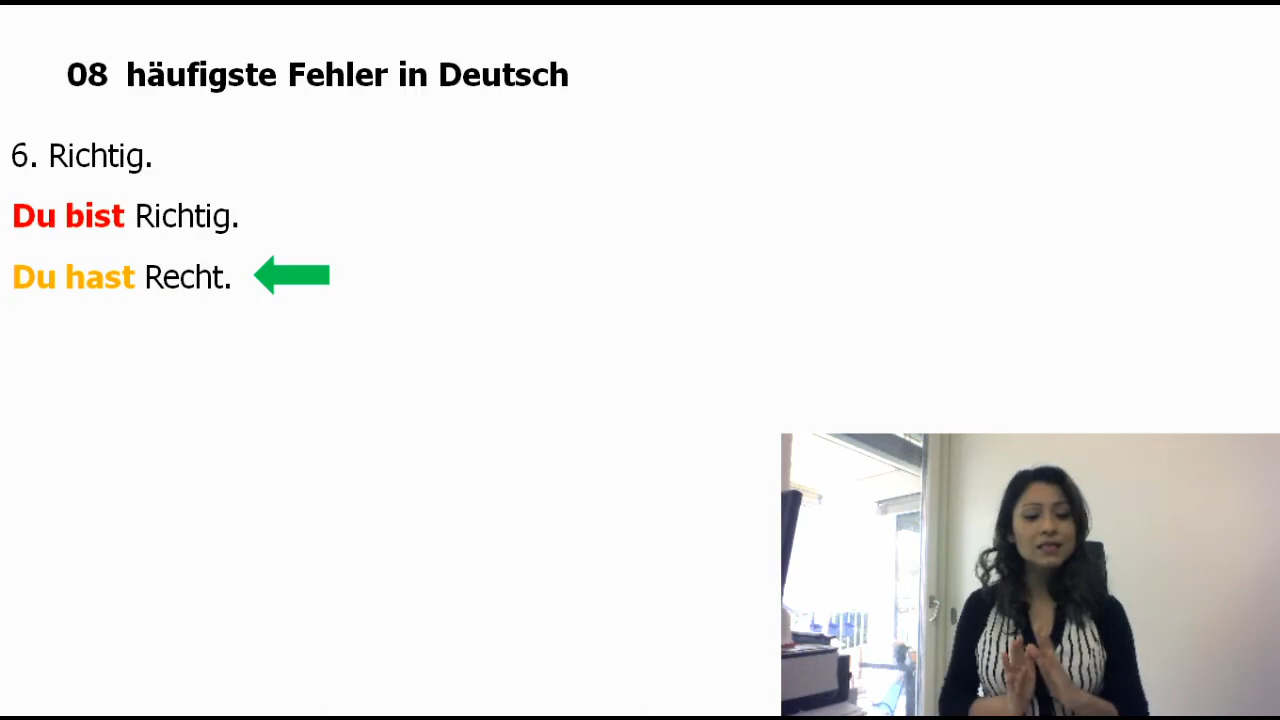 08 häufigste Fehler in Deutsch
6. Richtig.
Du bist Richtig.
Du hast Recht.